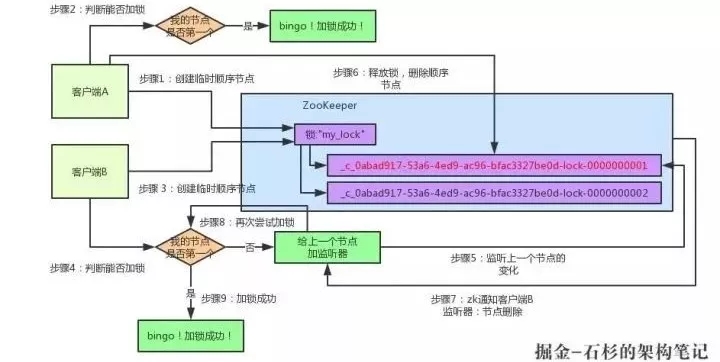 步骤2：判断能否加锁
我的节点
是否第一个
是
bingo！加锁成功！
客户端A
步骤1：创建临时顺序节点
步骤6：释放锁，删除顺序
节点
ZooKeeper
锁:"my_lock"
_c_0abad917-53a6-4ed9-ac96-bfac3327be0d-lock-0000000001
客户端B
步骤 3：创建临时顺序节点
_c_0abad917-53a6-4ed9-ac96-bfac3327be0d-lock-0000000002
步骤8：再次尝试加锁
我的节点
是否第一个
否
给上一个节点
加监听器
步骤4：判断能否加锁
步骤5：监听上一个节点的
变化
是
步骤9：加锁成功
步骤7：zk通知客户端B
监听器：节点删除
bingo！加锁成功！
掘金-石杉的架构笔记